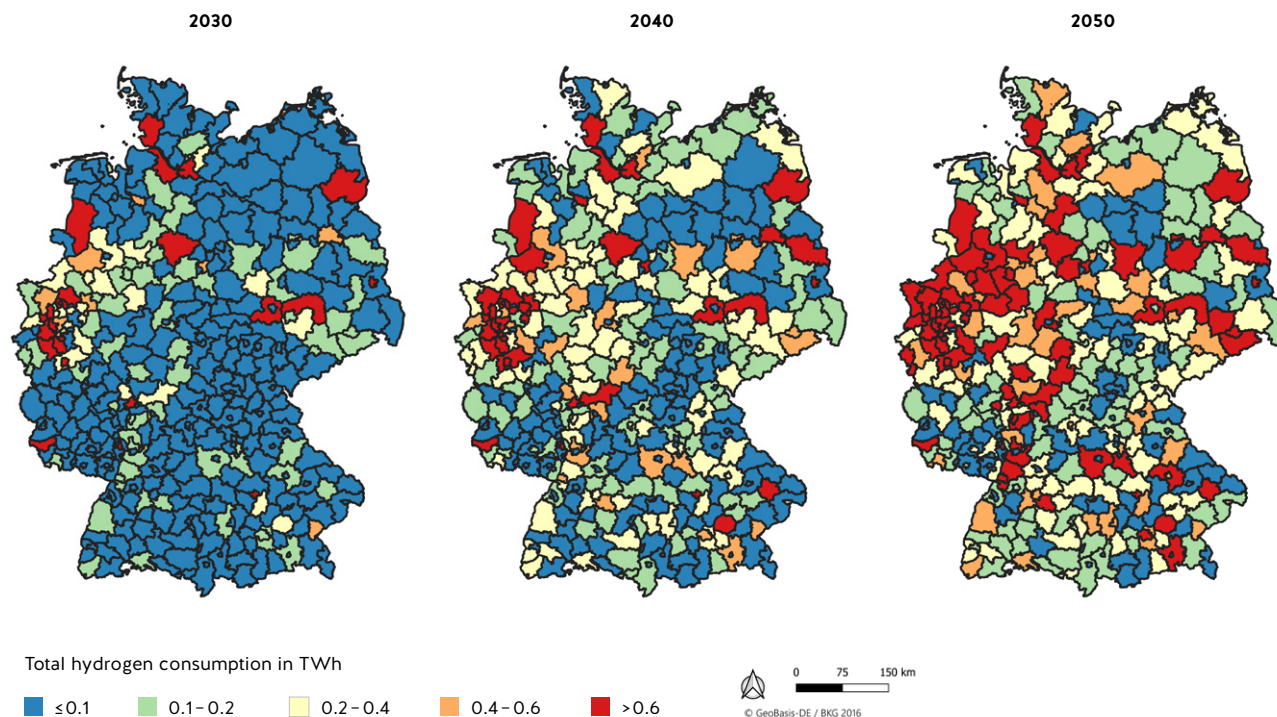 2030
2040
2050
Total hydrogen consumption in TWh
≤0.1
0.1–0.2
0.2–0.4
0.4–0.6
>0.6
0 75 150 km
© GeoBasis-DE / BKG 2016